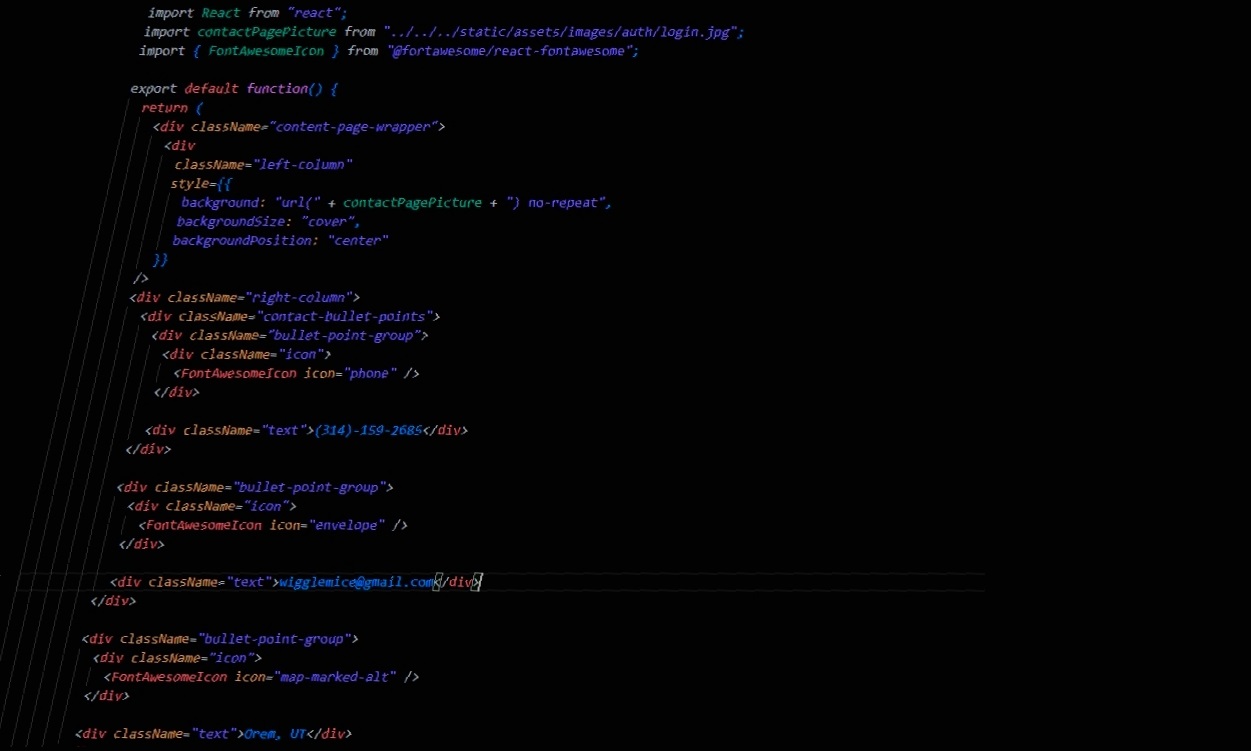 import React from "react";
import contactPagePicture from "../../../static/assets/images/auth/login.jpg";
import { FontAwesomeIcon } from "@fortawesome/react-fontawesome";
export default function() {
return (
<div className="content-page-wrapper">
<div
className="left-column"
style={{
background: "url(" + contactPagePicture + ") no-repeat",
backgroundSize: "cover",
backgroundPosition: "center"
}}
/>
<div className="right-column">
<div className="contact-bullet-points">
<div className="bullet-point-group">
<div className="icon">
<FontAwesomeIcon icon="phone" />
</div>
<div className="text">(314)-159-2685</div>
</div>
<div className="bullet-point-group">
<div className="icon">
<FontAwesomeIcon icon="envelope" />
</div>
<div className="text">wigglemice@gmail.com</div>
</div>
<div className="bullet-point-group">
<div className="icon">
<FontAwesomeIcon icon="map-marked-alt" />
</div>
<div className="text">Orem, UT</div>